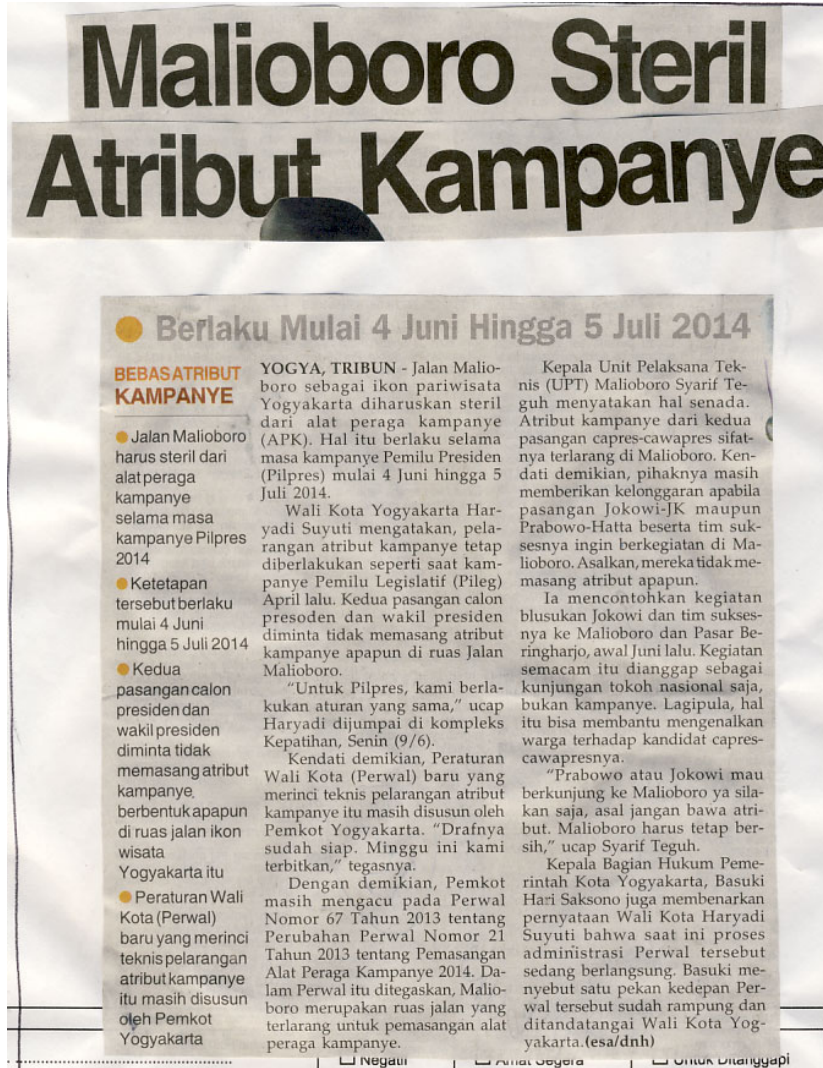 Malioboro Steril
Atribut Kampanye
Berlaku Mulai 4 Juni Hingga 5 Juli 2014
BEBAS ATRIBUT
KAMPANYE
Jalan Malioboro
harus steril dari
alat peraga
kampanye
selama masa
kampanye Pilpres
2014
Ketetapan
tersebut berlaku
mulai 4 Juni
hingga 5 Juli 2014
Kedua
pasangan calon
presiden dan
wakil presiden
diminta tidak
memasang atribut
kampanye,
berbentuk apapun
di ruas jalan ikon
wisata
Yogyakarta itu
Peraturan Wali
Kota (Perwal)
baru yang merinci
teknis pelarangan
atribut kampanye
itu masih disusun
oleh Pemkot
Yogyakarta
YOGYA, TRIBUN - Jalan Malio-
boro sebagai ikon pariwisata
Yogyakarta diharuskan steril
dari alat peraga kampanye
(APK). Hal itu berlaku selama
masa kampanye Pemilu Presiden
(Pilpres) mulai 4 Juni hingga 5
Juli 2014.
Wali Kota Yogyakarta Har-
yadi Suyuti mengatakan, pela-
rangan atribut kampanye tetap
diberlakukan seperti saat kam-
panye Pemilu Legislatif (Pileg)
April lalu. Kedua pasangan calon
presoden dan wakil presiden
diminta tidak memasang atribut
kampanye apapun di ruas Jalan
Malioboro.
"Untuk Pilpres, kami berla-
kukan aturan yang sama," ucap
Haryadi dijumpai di kompleks
Kepatihan, Senin (9/6).
Kendati demikian, Peraturan
Wali Kota (Perwal) baru yang
merinci teknis pelarangan atribut
kampanye itu masih disusun oleh
Pemkot Yogyakarta. "Drafnya
sudah siap. Minggu ini kami
terbitkan," tegasnya.
Dengan demikian, Pemkot
masih mengacu pada Perwal
Nomor 67 Tahun 2013 tentang
Perubahan Perwal Nomor 21
Tahun 2013 tentang Pemasangan
Alat Peraga Kampanye 2014. Da-
lam Perwal itu ditegaskan, Malio-
boro merupakan ruas jalan yang
terlarang untuk pemasangan alat
peraga kampanye.
Kepala Unit Pelaksana Tek-
nis (UPT) Malioboro Syarif Te-
guh menyatakan hal senada.
Atribut kampanye dari kedua
pasangan capres-cawapres sifat-
nya terlarang di Malioboro. Ken-
dati demikian, pihaknya masih
memberikan kelonggaran apabila
pasangan Jokowi-JK maupun
Prabowo-Hatta beserta tim suk-
sesnya ingin berkegiatan di Ma-
lioboro. Asalkan, mereka tidak me-
masang atribut apapun.
Ia mencontohkan kegiatan
blusukan Jokowi dan tim sukses-
nya ke Malioboro dan Pasar Be-
ringharjo, awal Juni lalu. Kegiatan
semacam itu dianggap sebagai
kunjungan tokoh nasional saja,
bukan kampanye. Lagipula, hal
itu bisa membantu mengenalkan
warga terhadap kandidat capres-
cawapresnya.
"Prabowo atau Jokowi mau
berkunjung ke Malioboro ya sila-
kan saja, asal jangan bawa atri-
but. Malioboro harus tetap ber-
sih," ucap Syarif Teguh.
Kepala Bagian Hukum Peme-
rintah Kota Yogyakarta, Basuki
Hari Saksono juga membenarkan
pernyataan Wali Kota Haryadi
Suyuti bahwa saat ini proses
administrasi Perwal tersebut
sedang berlangsung. Basuki me-
nyebut satu pekan kedepan Per-
wal tersebut sudah rampung dan
ditandatangai Wali Kota Yog-
yakarta.(esa/dnh)
Negatif Amat Segera Untuk Ditanggapi